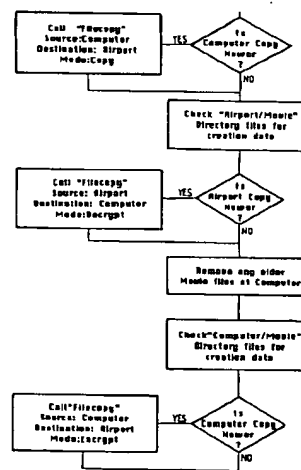 Is
Computer Copy
Newer
?
YES
NO
Call "Filecopy"
Source:Computer
Destination: Airport
Mode:Copy
Check "Airport/Movie"
Directory files for
creation data
Is
Airport Copy
Newer
?
YES
NO
Call "Filecopy"
Source: Airport
Destination: Computer
Mode:Decrypt
Remove any older
Movie files at Computer
Check"Computer/Movie"
Directory files for
creation data
Is
Computer Copy
Newer
?
YES
NO
Call"Filecopy"
Source: Computer
Destination: Airport
Mode:Encrypt